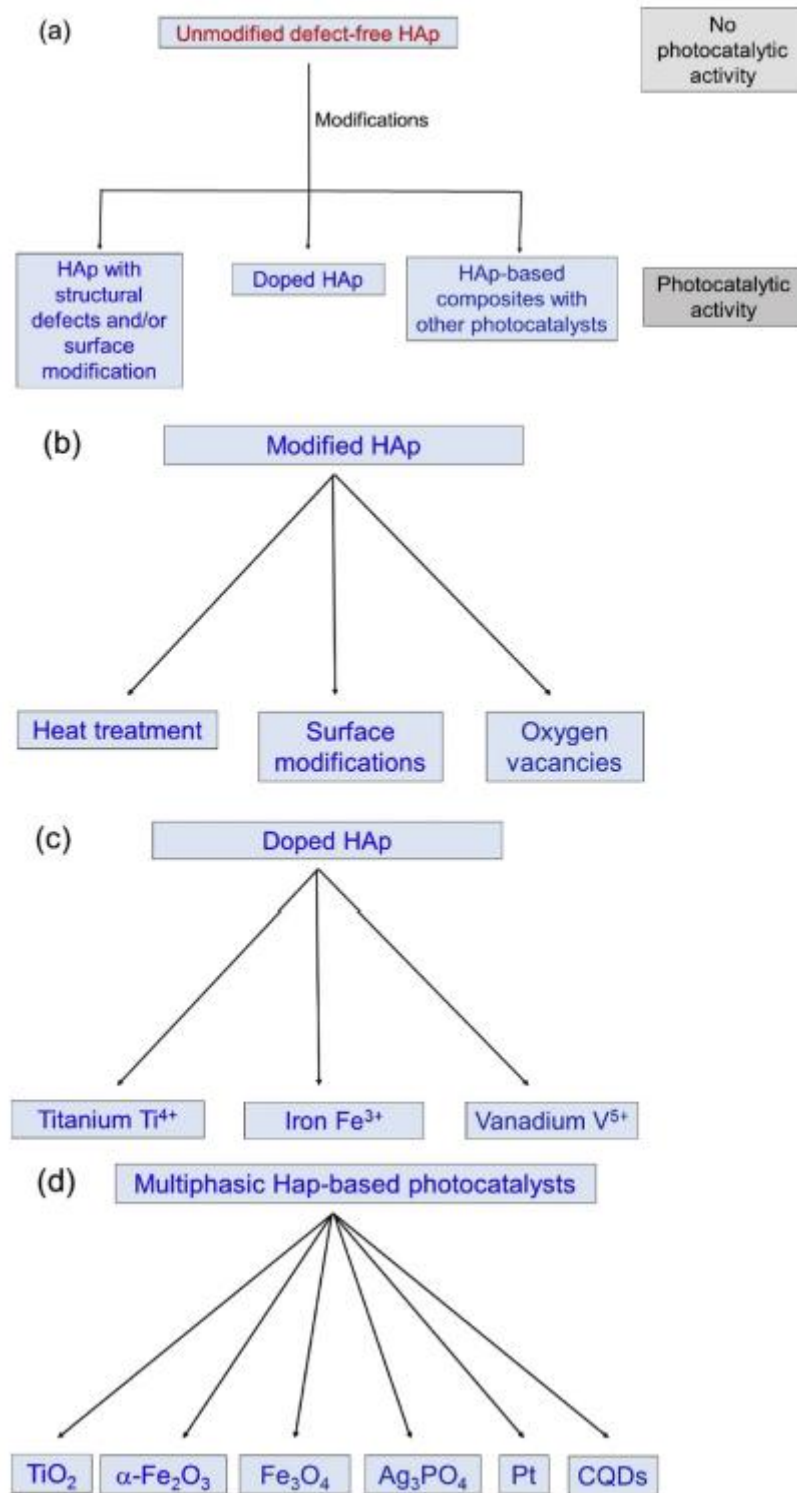 (a)
Unmodified defect-free HAp
No
photocatalytic
activity
Modifications
HAp with
structural
defects and/or
surface
modification
Doped HAp
HAp-based
composites with
other photocatalysts
Photocatalytic
activity
(b)
Modified HAp
Heat treatment
Surface
modifications
Oxygen
vacancies
(c)
Doped HAp
Titanium Ti⁴⁺
Iron Fe³⁺
Vanadium V⁵⁺
(d)
Multiphasic Hap-based photocatalysts
TiO₂
α-Fe₂O₃
Fe₃O₄
Ag₃PO₄
Pt
CQDs